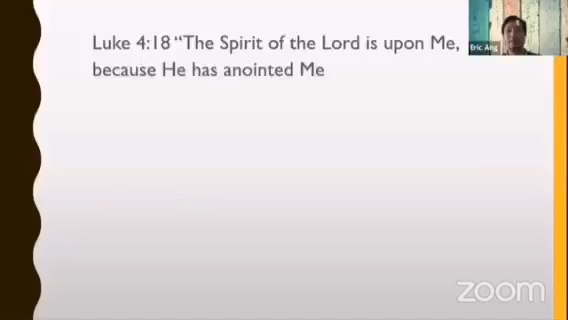 Luke 4:18 “The Spirit of the Lord is upon Me,
because He has anointed Me
Eric Ang
zoom